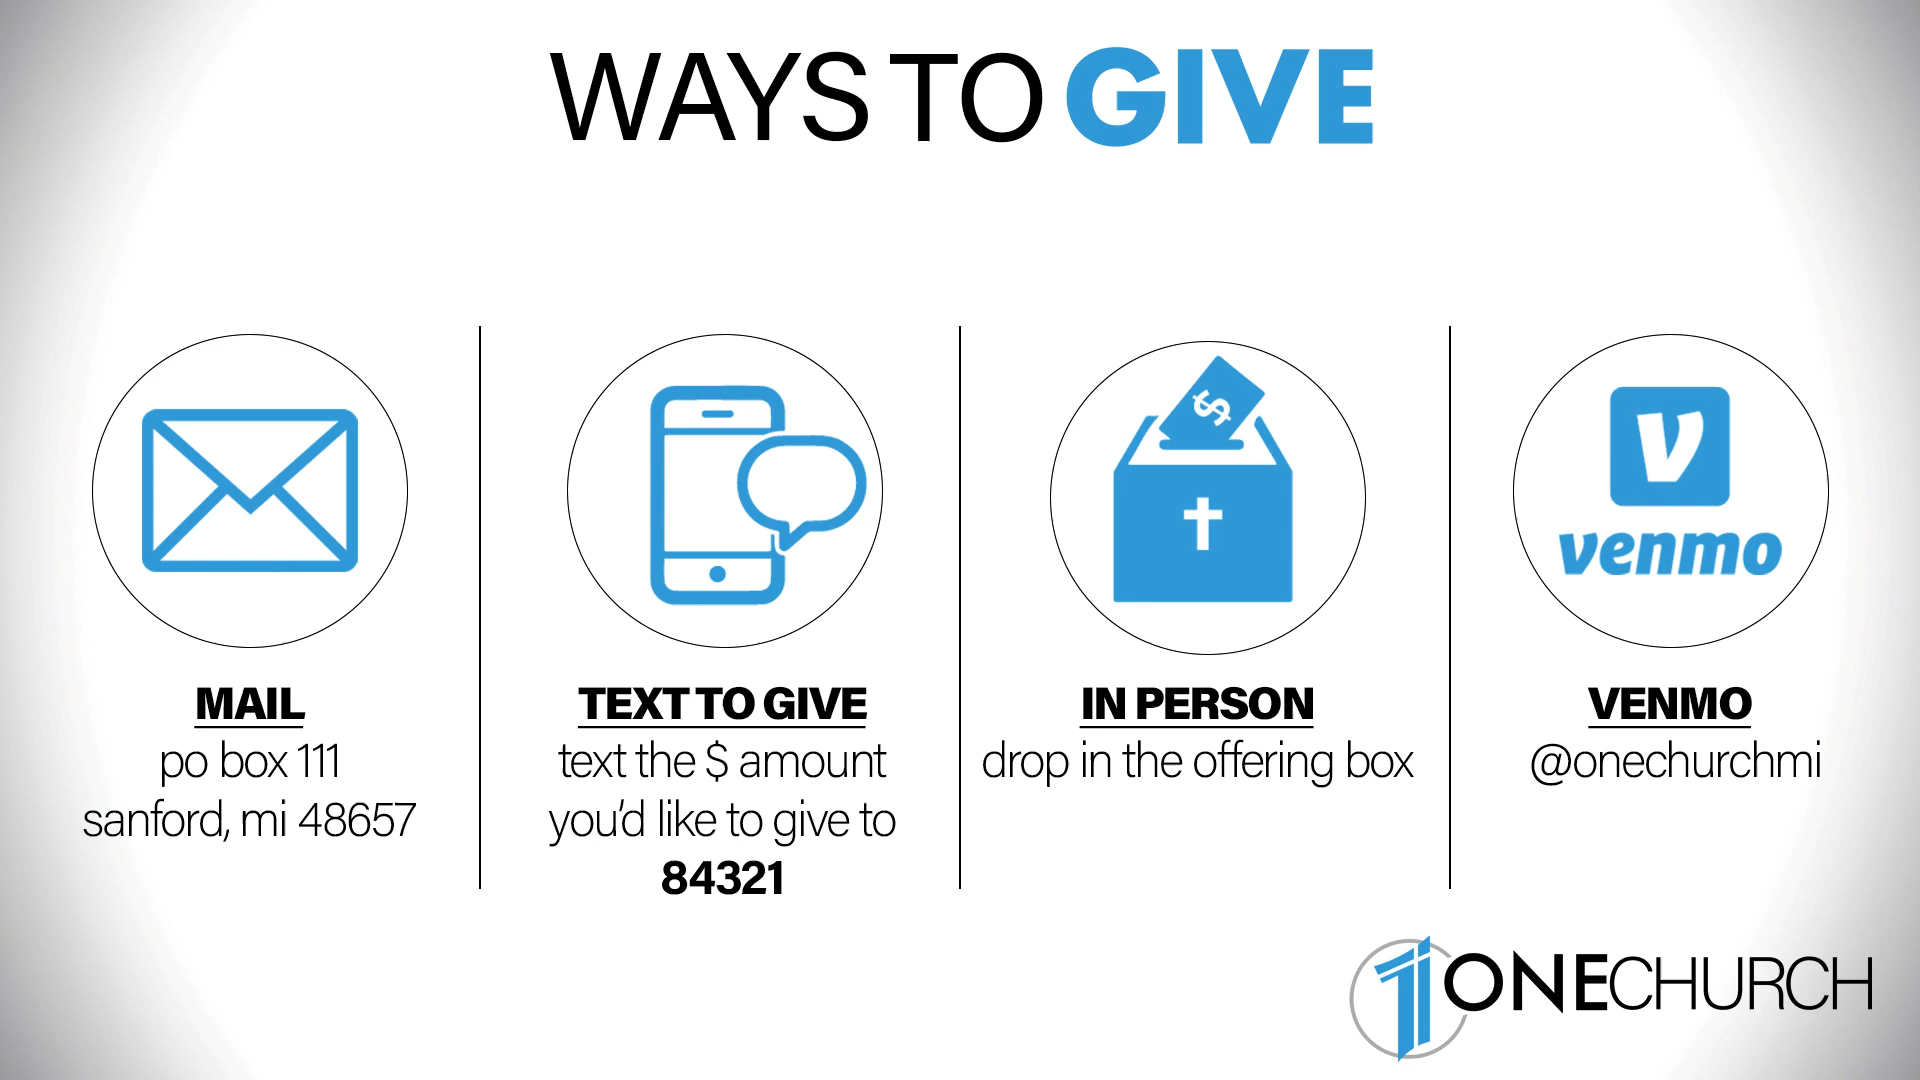 WAYS TO GIVE
$
V
venmo
MAIL
po box 111
sanford, mi 48657
TEXT TO GIVE
text the $ amount
you'd like to give to
84321
IN PERSON
drop in the offering box
VENMO
@onechurchmi
1 ONECHURCH